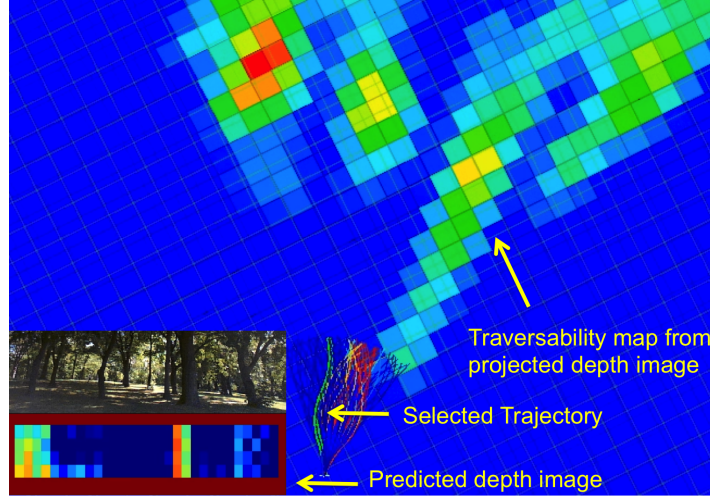 Traversability map from
projected depth image
Selected Trajectory
Predicted depth image